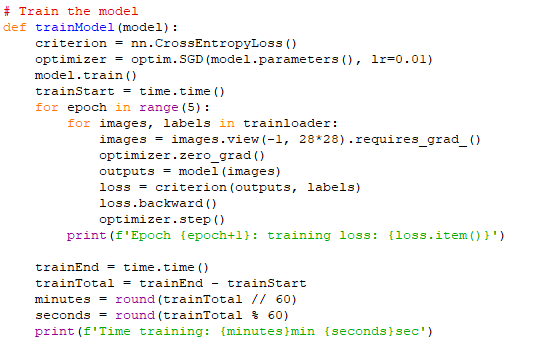 # Train the model
def trainModel(model):
    criterion = nn.CrossEntropyLoss()
    optimizer = optim.SGD(model.parameters(), lr=0.01)
    model.train()
    trainStart = time.time()
    for epoch in range(5):
        for images, labels in trainloader:
            images = images.view(-1, 28*28).requires_grad_()
            optimizer.zero_grad()
            outputs = model(images)
            loss = criterion(outputs, labels)
            loss.backward()
            optimizer.step()
        print(f'Epoch {epoch+1}: training loss: {loss.item()}')

    trainEnd = time.time()
    trainTotal = trainEnd - trainStart
    minutes = round(trainTotal // 60)
    seconds = round(trainTotal % 60)
    print(f'Time training: {minutes}min {seconds}sec')